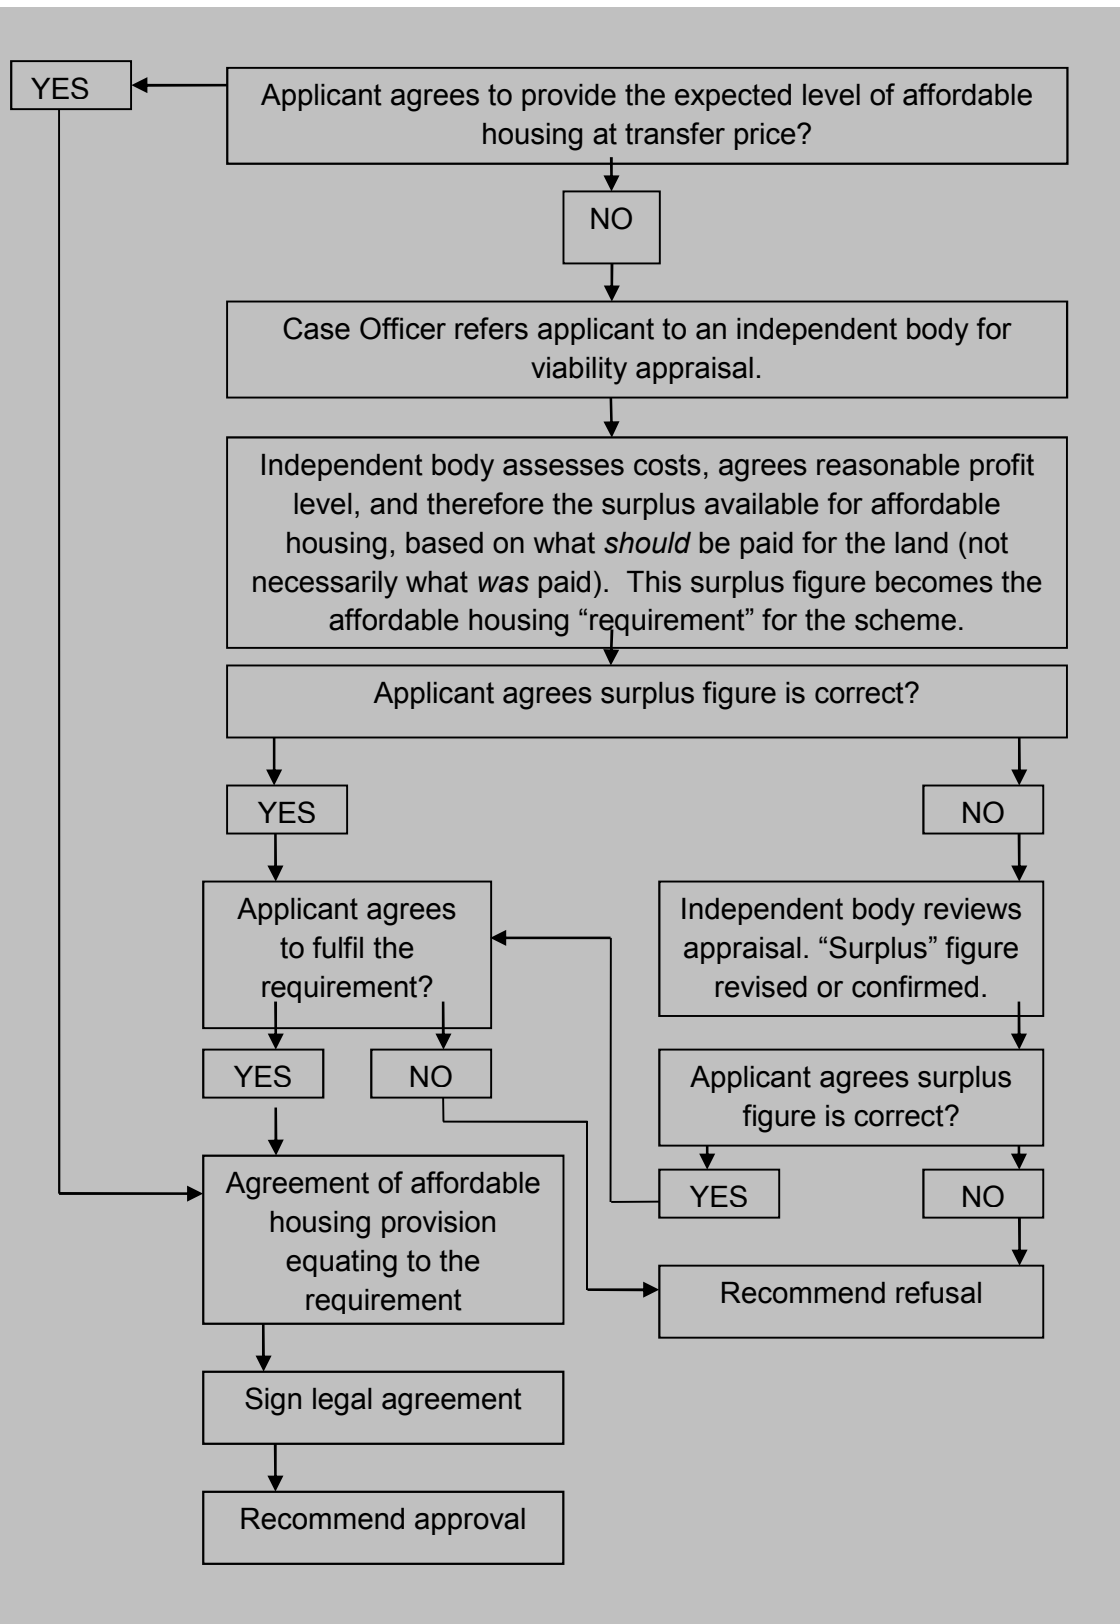 YES
Applicant agrees to provide the expected level of affordable
housing at transfer price?
NO
Case Officer refers applicant to an independent body for
viability appraisal.
Independent body assesses costs, agrees reasonable profit
level, and therefore the surplus available for affordable
housing, based on what should be paid for the land (not
necessarily what was paid).  This surplus figure becomes the
affordable housing “requirement” for the scheme.
Applicant agrees surplus figure is correct?
YES
NO
Applicant agrees
to fulfil the
requirement?
Independent body reviews
appraisal. “Surplus” figure
revised or confirmed.
YES
NO
Applicant agrees surplus
figure is correct?
YES
NO
Agreement of affordable
housing provision
equating to the
requirement
Recommend refusal
Sign legal agreement
Recommend approval